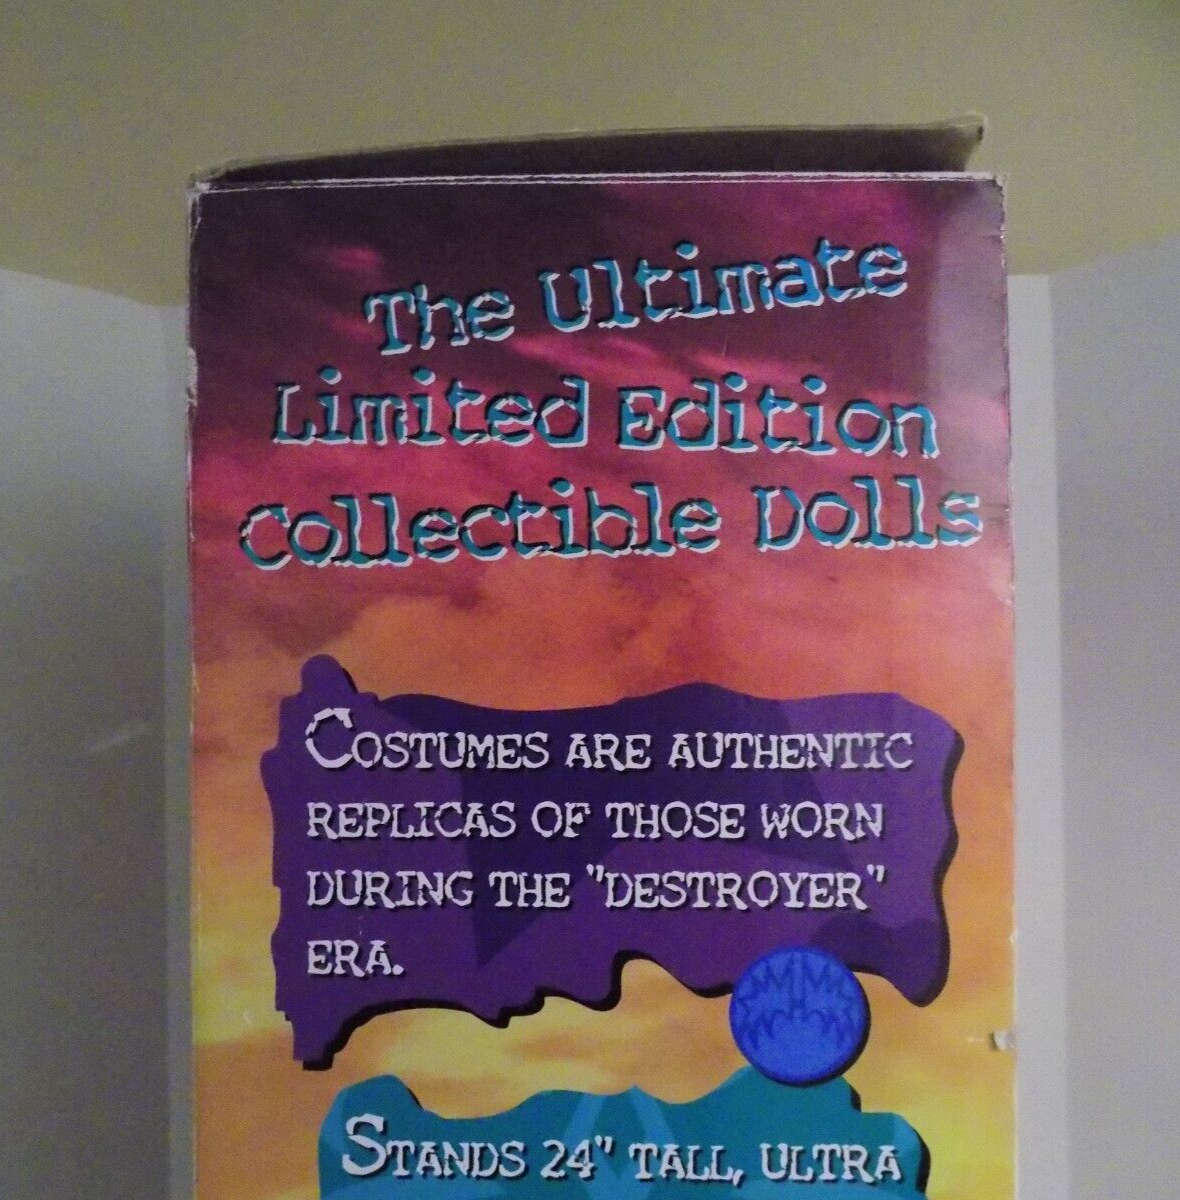 The Ultimate
Limited Edition
Collectible Dolls
COSTUMES ARE AUTHENTIC
REPLICAS OF THOSE WORN
DURING THE "DESTROYER"
ERA.
STANDS 24" TALL, ULTRA